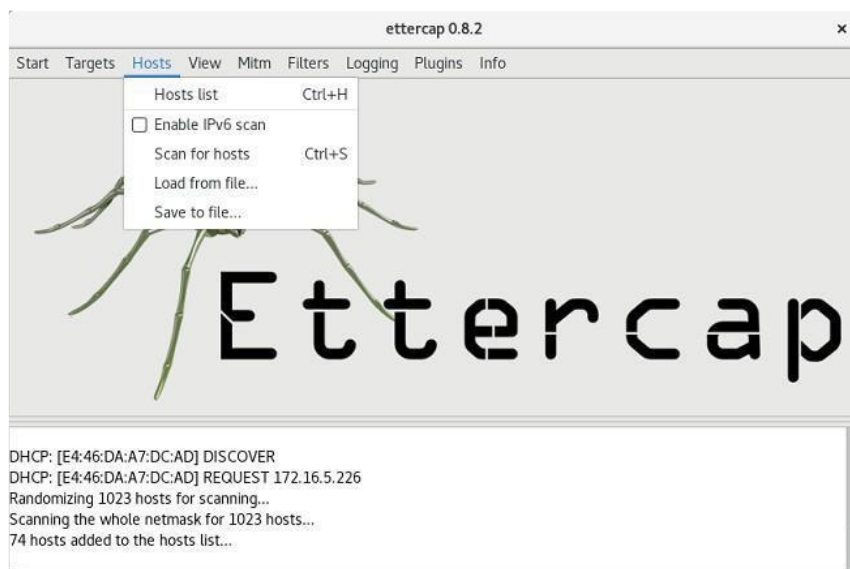 ettercap 0.8.2 ×
Start Targets Hosts View Mitm Filters Logging Plugins Info
Hosts list Ctrl+H
Enable IPv6 scan
Scan for hosts Ctrl+S
Load from file...
Save to file...
Ettercap
DHCP: [E4:46:DA:A7:DC:AD] DISCOVER
DHCP: [E4:46:DA:A7:DC:AD] REQUEST 172.16.5.226
Randomizing 1023 hosts for scanning...
Scanning the whole netmask for 1023 hosts...
74 hosts added to the hosts list...